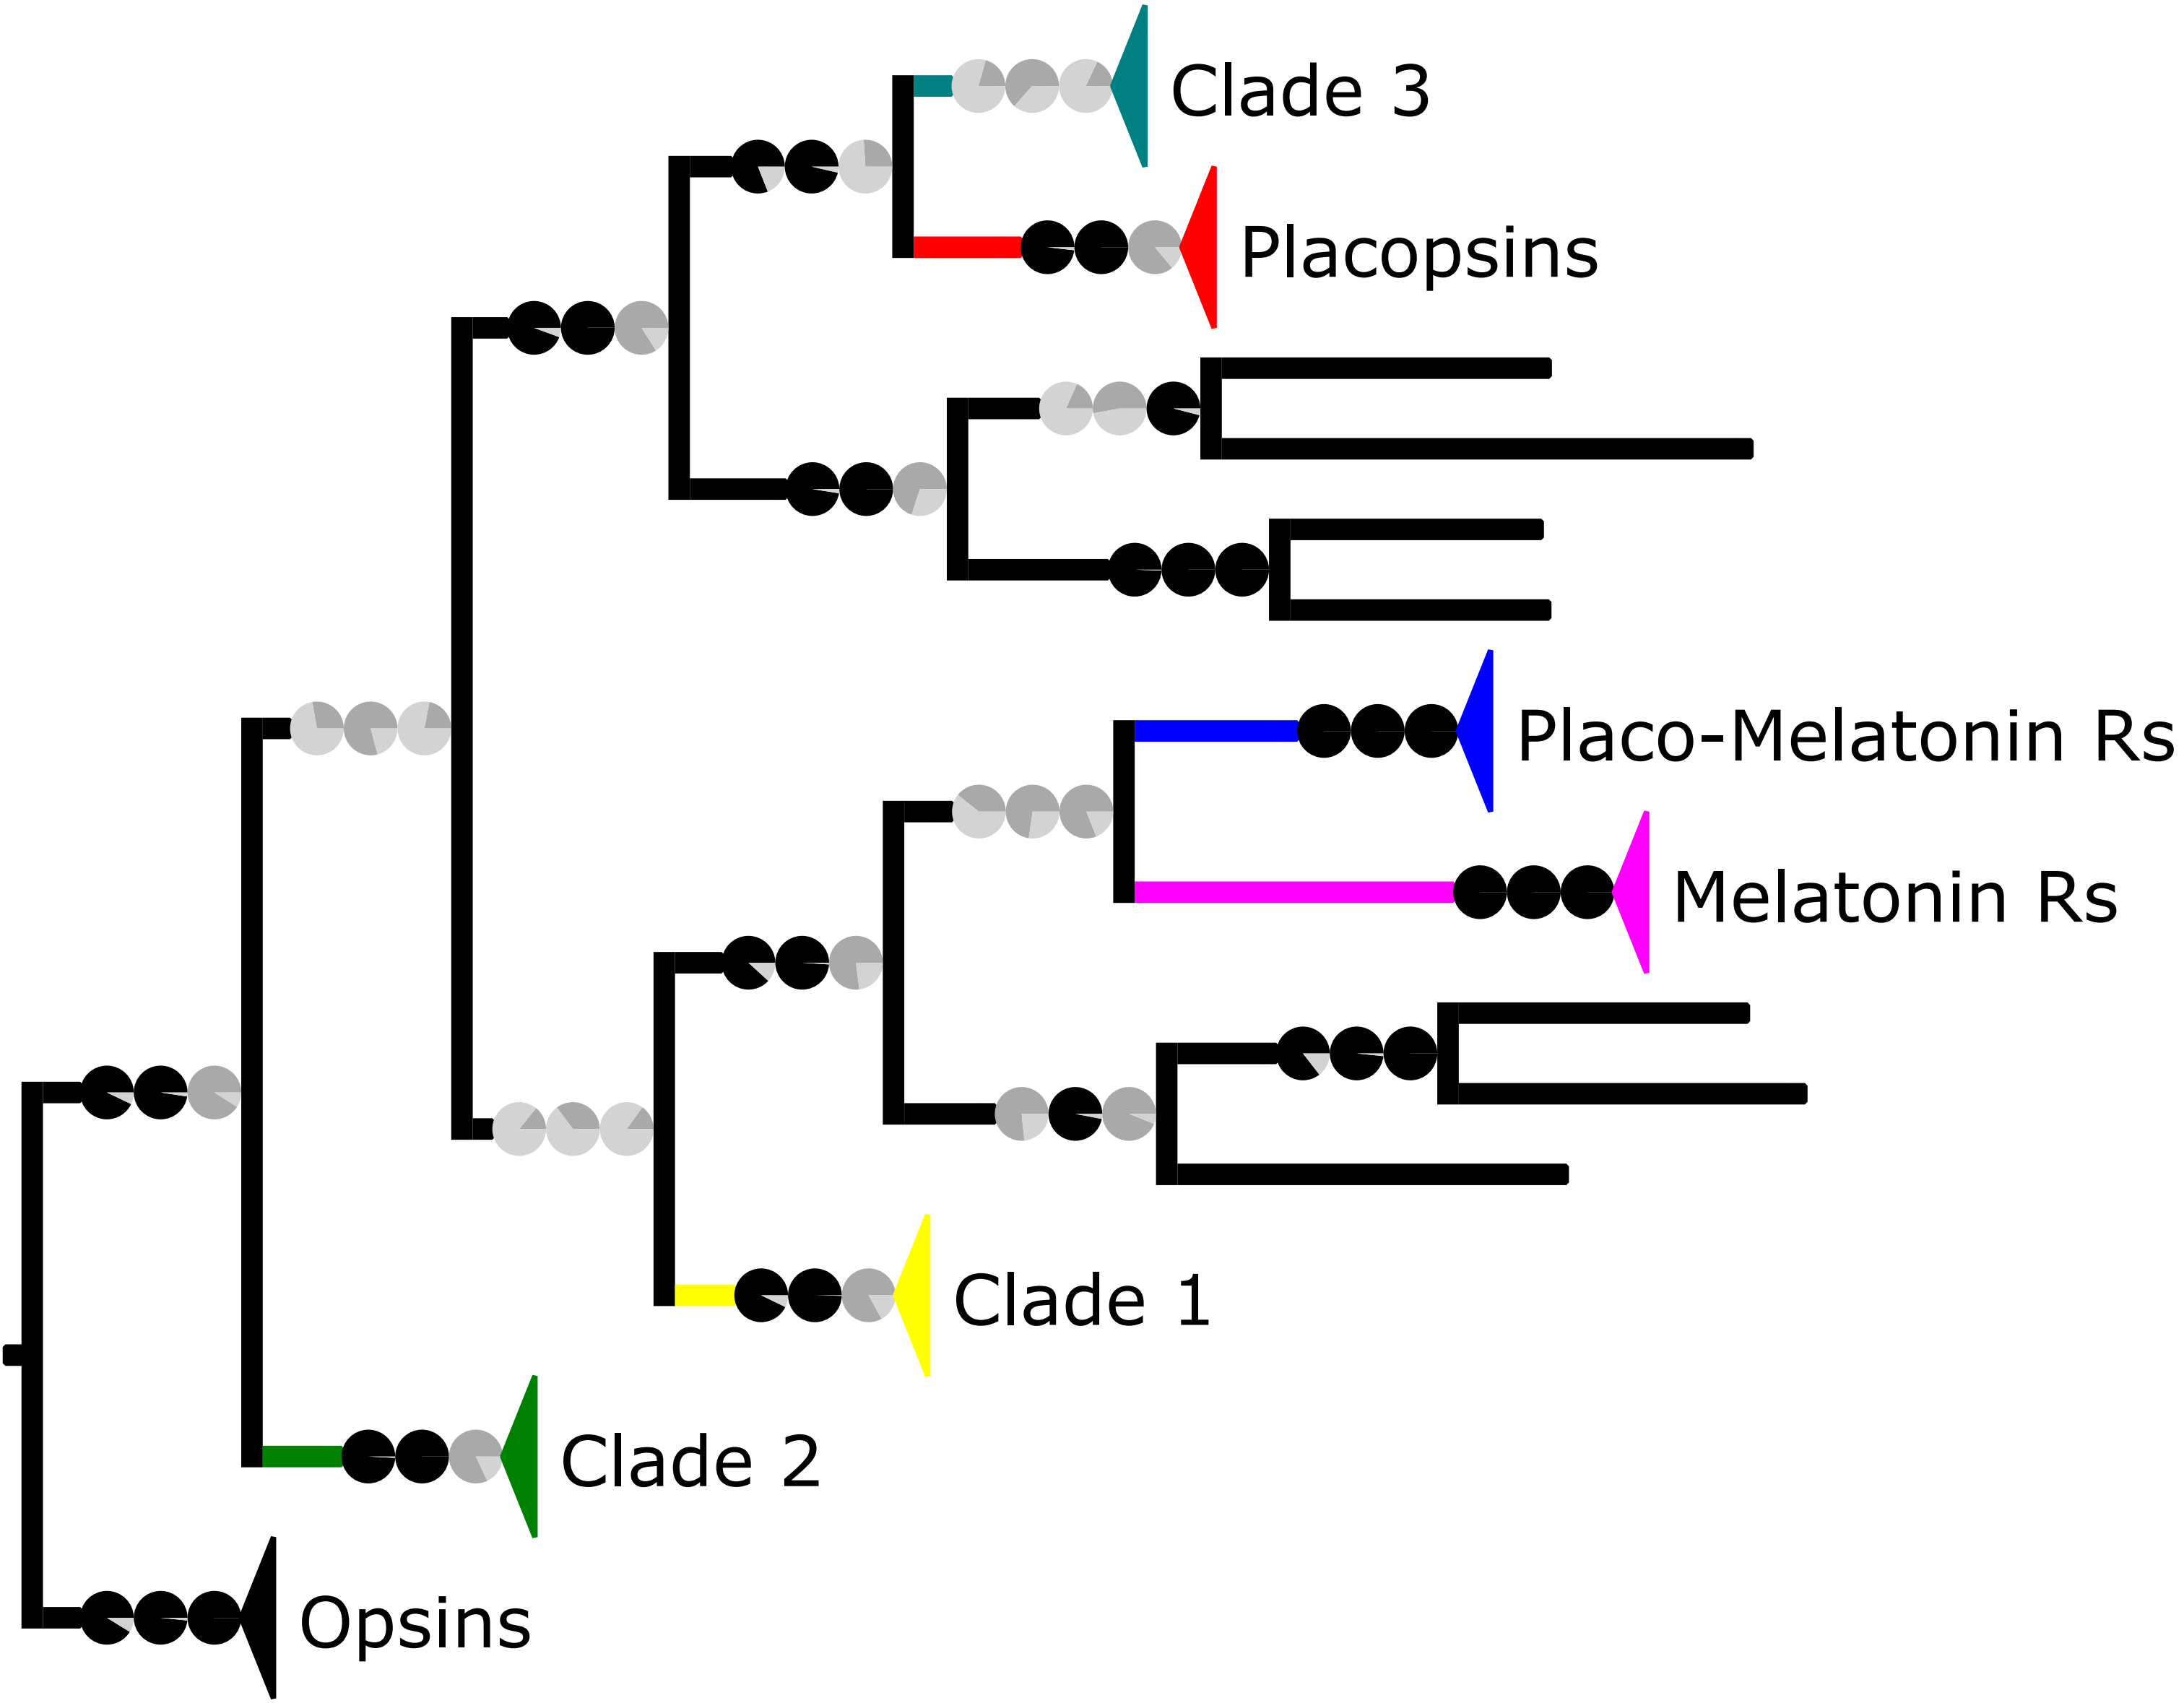 Clade 3
Placopsins
Placo-Melatonin Rs
Melatonin Rs
Clade 1
Clade 2
Opsins